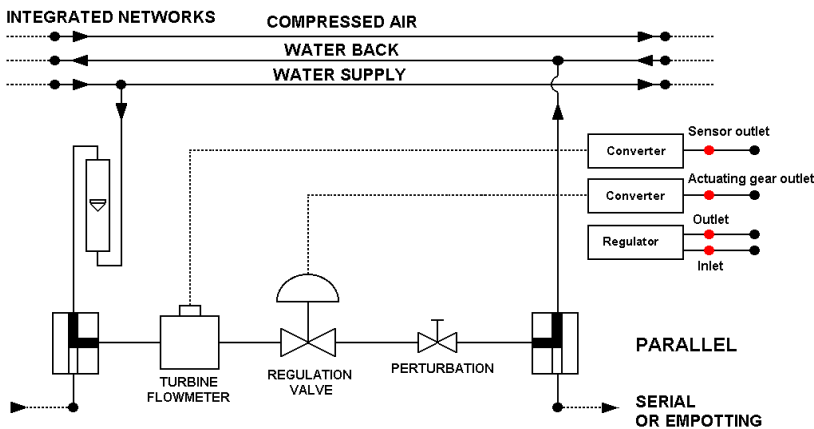 INTEGRATED NETWORKS
COMPRESSED AIR
WATER BACK
WATER SUPPLY
Sensor outlet
Converter
Actuating gear outlet
Converter
Outlet
Regulator
Inlet
PARALLEL
TURBINE
FLOWMETER
REGULATION
VALVE
PERTURBATION
SERIAL
OR EMPOTTING